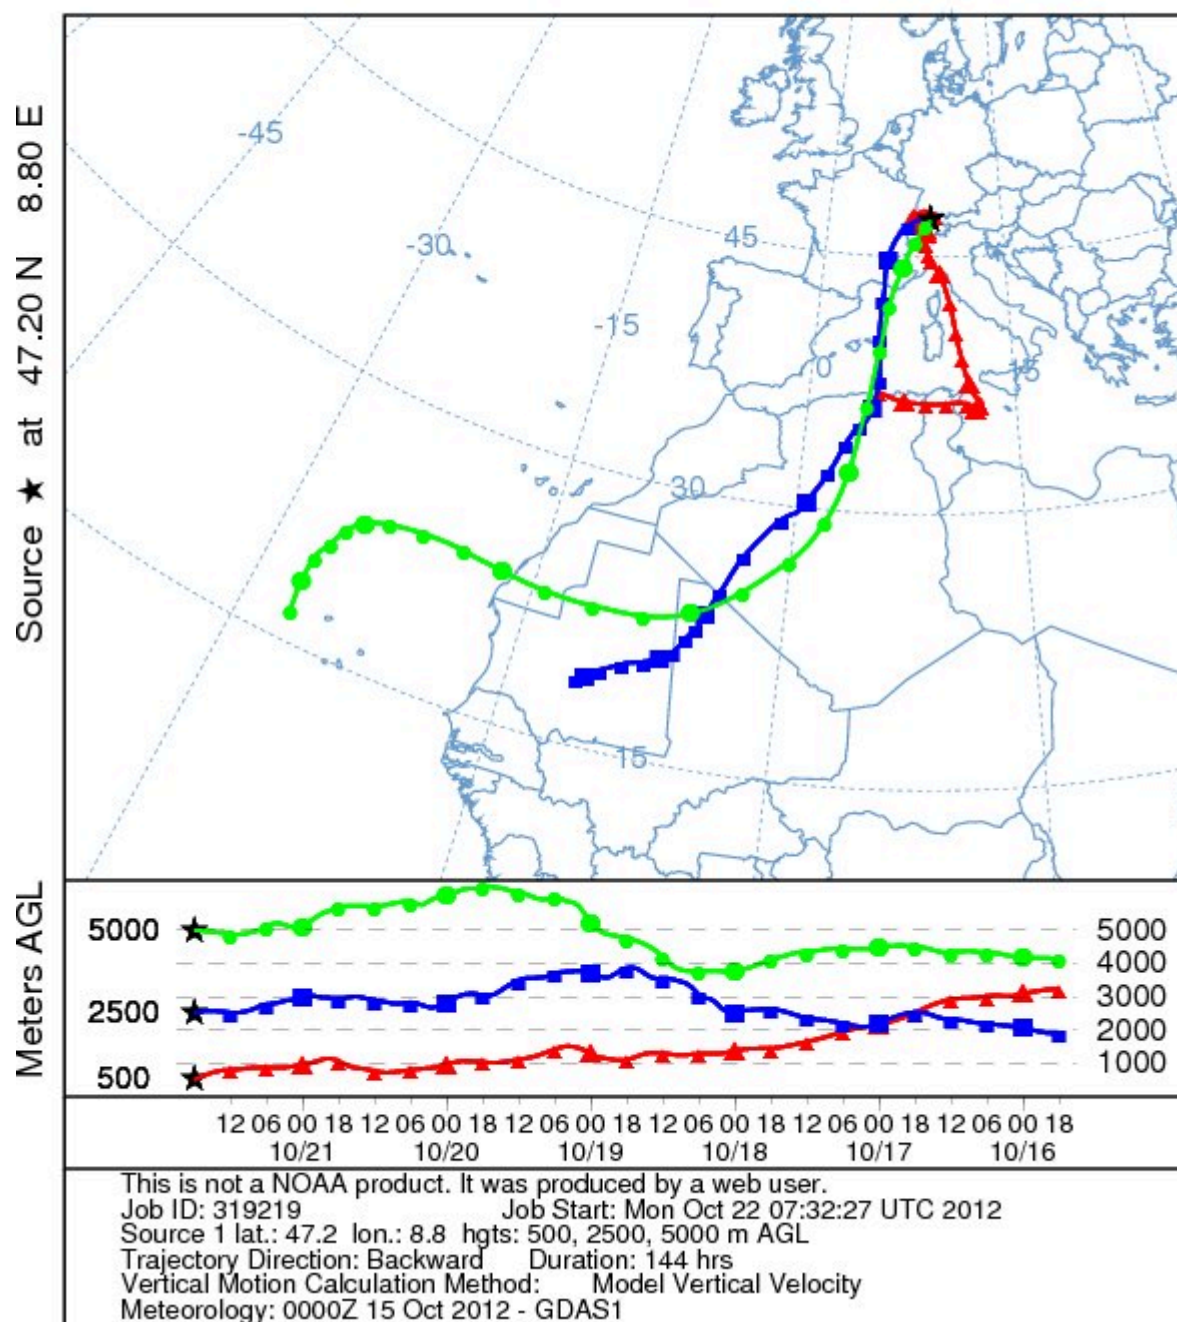 Source ★ at 47.20 N 8.80 E
-45
-30
45
-15
0
15
30
15
Meters AGL
5000
2500
500
5000
4000
3000
2000
1000
12 06 00 18 12 06 00 18 12 06 00 18 12 06 00 18 12 06 00 18 12 06 00 18
10/21 10/20 10/19 10/18 10/17 10/16
This is not a NOAA product. It was produced by a web user.
Job ID: 319219 Job Start: Mon Oct 22 07:32:27 UTC 2012
Source 1 lat.: 47.2 lon.: 8.8 hgts: 500, 2500, 5000 m AGL
Trajectory Direction: Backward Duration: 144 hrs
Vertical Motion Calculation Method: Model Vertical Velocity
Meteorology: 0000Z 15 Oct 2012 - GDAS1